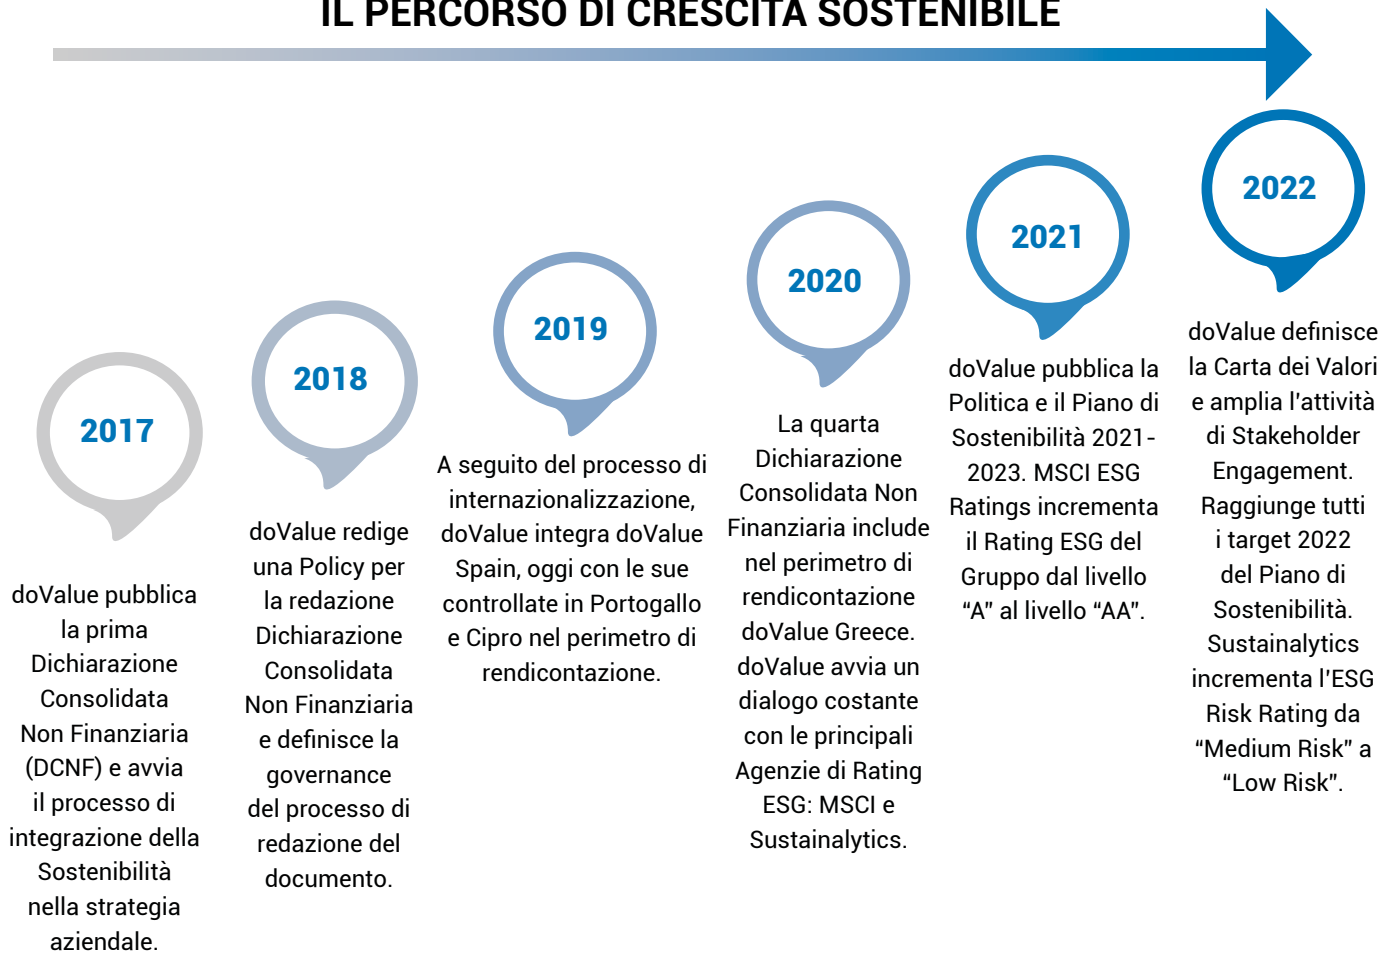 IL PERCORSO DI CRESCITA SOSTENIBILE
2017
doValue pubblica
la prima
Dichiarazione
Consolidata
Non Finanziaria
(DCNF) e avvia
il processo di
integrazione della
Sostenibilità
nella strategia
aziendale.
2018
doValue redige
una Policy per
la redazione
Dichiarazione
Consolidata
Non Finanziaria
e definisce la
governance
del processo di
redazione del
documento.
2019
A seguito del processo di
internazionalizzazione,
doValue integra doValue
Spain, oggi con le sue
controllate in Portogallo
e Cipro nel perimetro di
rendicontazione.
2020
La quarta
Dichiarazione
Consolidata Non
Finanziaria include
nel perimetro di
rendicontazione
doValue Greece.
doValue avvia un
dialogo costante
con le principali
Agenzie di Rating
ESG: MSCI e
Sustainalytics.
2021
doValue pubblica la
Politica e il Piano di
Sostenibilità 2021-
2023. MSCI ESG
Ratings incrementa
il Rating ESG del
Gruppo dal livello
“A” al livello “AA”.
2022
doValue definisce
la Carta dei Valori
e amplia l'attività
di Stakeholder
Engagement.
Raggiunge tutti
i target 2022
del Piano di
Sostenibilità.
Sustainalytics
incrementa l'ESG
Risk Rating da
“Medium Risk” a
“Low Risk”.